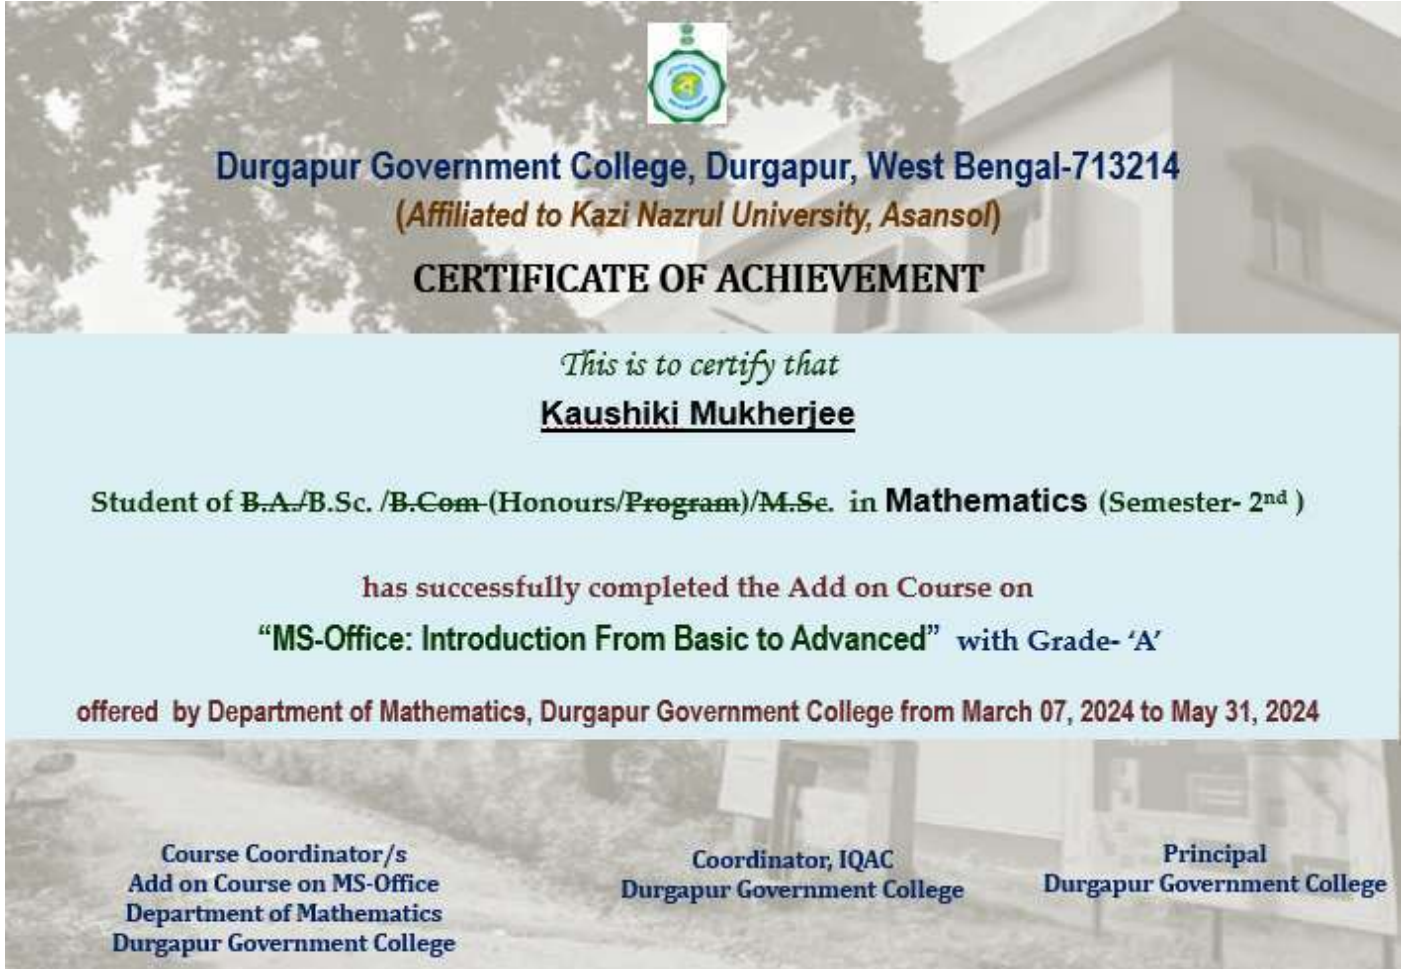 Durgapur Government College, Durgapur, West Bengal-713214
(Affiliated to Kazi Nazrul University, Asansol)
CERTIFICATE OF ACHIEVEMENT
This is to certify that
Kaushiki Mukherjee
Student of B.A./B.Sc. /B.Com (Honours/Program)/M.Sc. in Mathematics (Semester- 2nd )
has successfully completed the Add on Course on
“MS-Office: Introduction From Basic to Advanced” with Grade- ‘A’
offered by Department of Mathematics, Durgapur Government College from March 07, 2024 to May 31, 2024
Course Coordinator/s
Add on Course on MS-Office
Department of Mathematics
Durgapur Government College
Coordinator, IQAC
Durgapur Government College
Principal
Durgapur Government College